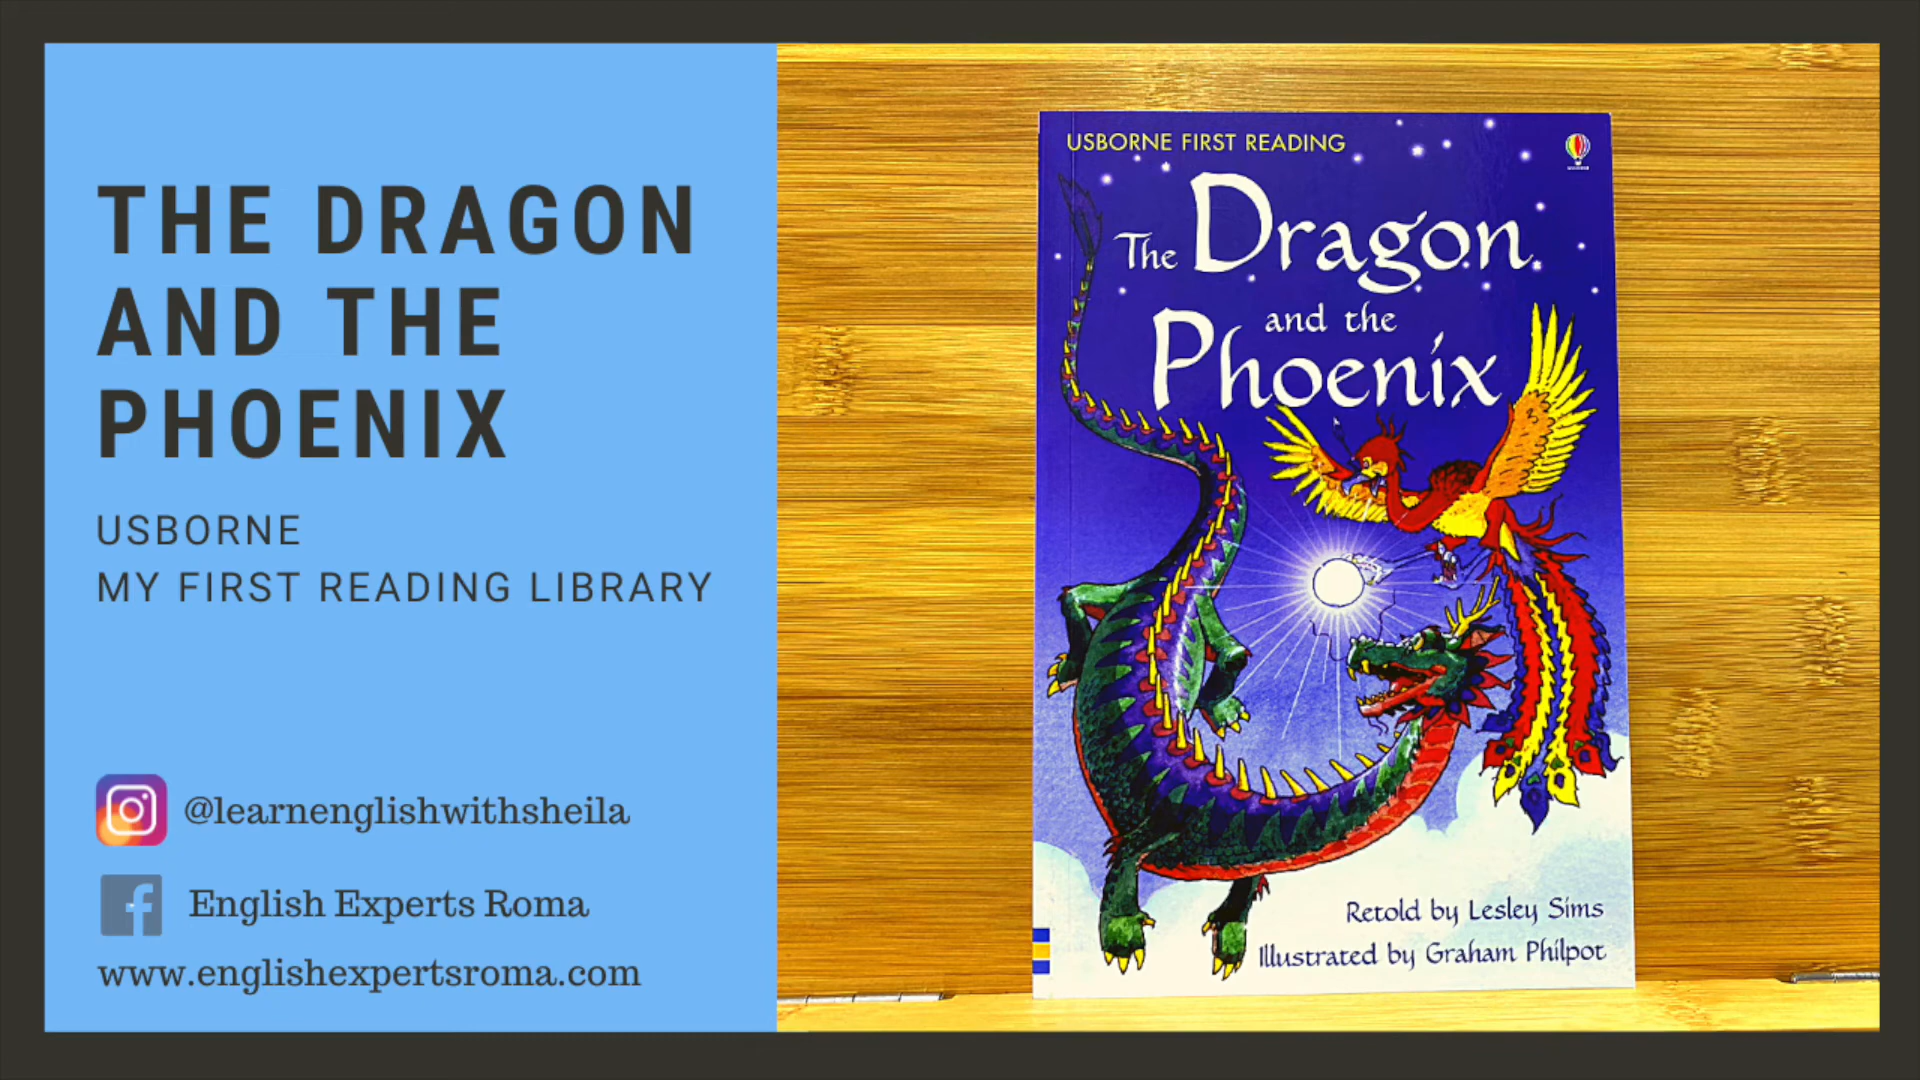 THE DRAGON
AND THE
PHOENIX
USBORNE
MY FIRST READING LIBRARY
@learnenglishwithsheila
English Experts Roma
www.englishexpertsroma.com
USBORNE FIRST READING
The Dragon
and the
Phoenix
Retold by Lesley Sims
Illustrated by Graham Philpot